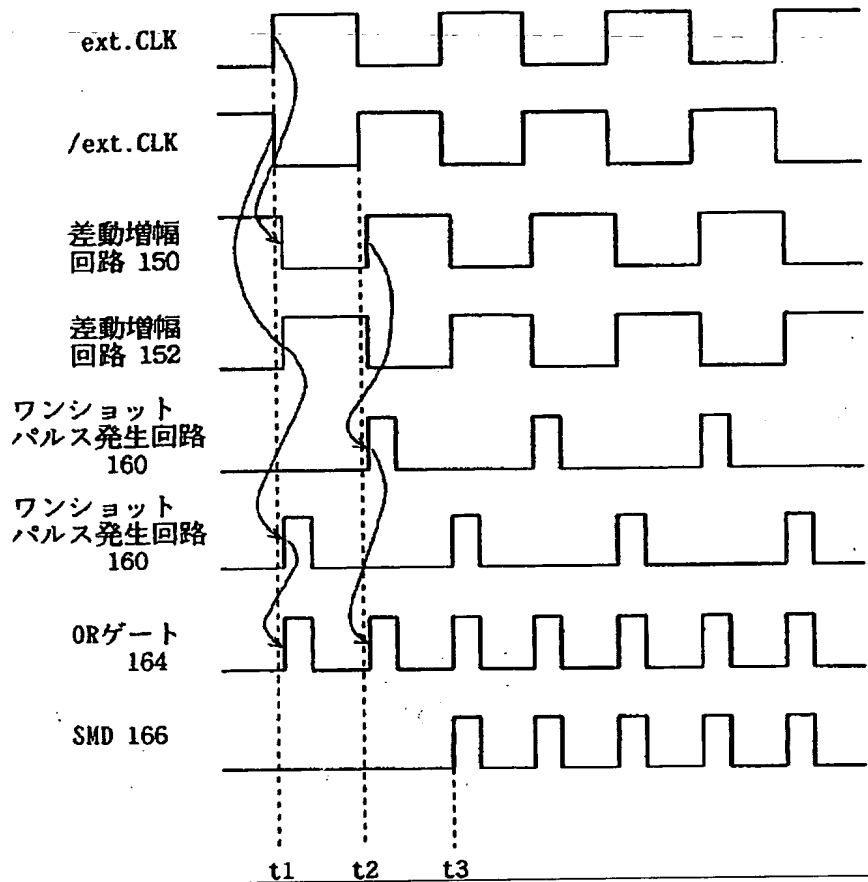 ext.CLK
/ext.CLK
差動増幅
回路 150
差動増幅
回路 152
ワンショット
パルス発生回路
160
ワンショット
パルス発生回路
160
ORゲート
164
SMD 166
t1
t2
t3